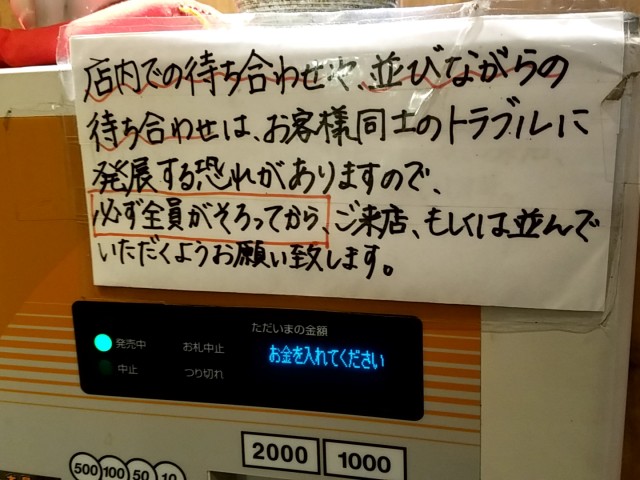 店内での待ち合わせや、並びながらの
待ち合わせは、お客様同士のトラブルに
発展する恐れがありますので、
必ず全員がそろってから、ご来店、もしくは並んで
いただくようお願い致します。
ただいまの金額
発売中 お札中止 お金を入れてください
中止 つり切れ
2000 1000
500 100 50 10